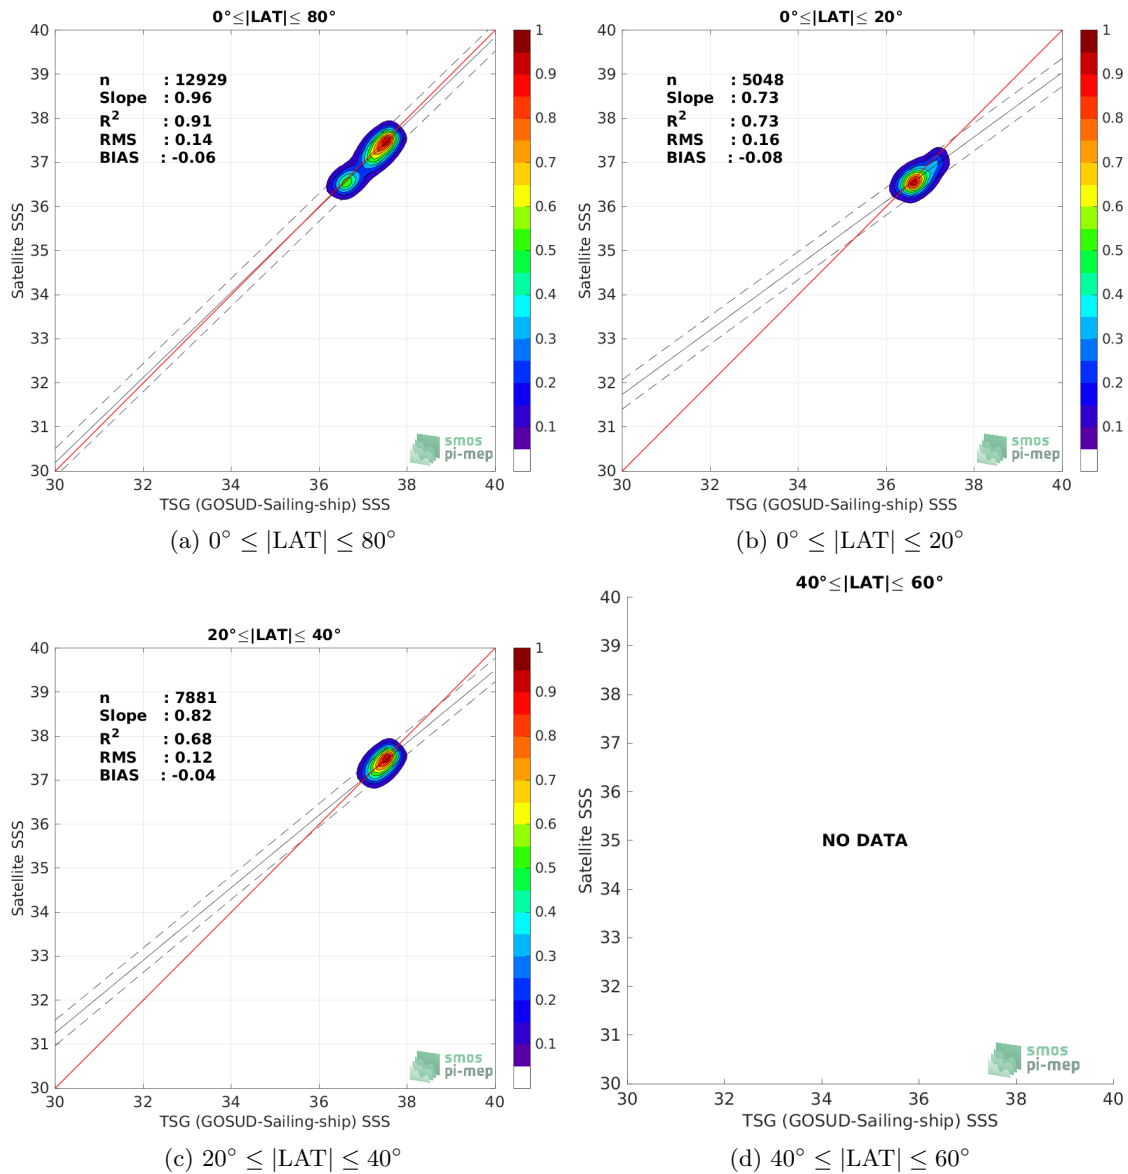 0°≤|LAT|≤ 80°
40
39
38
37
36
35
34
33
32
31
30
Satellite SSS
n : 12929
Slope : 0.96
R2 : 0.91
RMS : 0.14
BIAS : -0.06
smos
pi-mep
30 32 34 36 38 40
TSG (GOSUD-Sailing-ship) SSS
1
0.9
0.8
0.7
0.6
0.5
0.4
0.3
0.2
0.1
(a) 0° ≤ |LAT| ≤ 80°
0°≤|LAT|≤ 20°
40
39
38
37
36
35
34
33
32
31
30
Satellite SSS
n : 5048
Slope : 0.73
R2 : 0.73
RMS : 0.16
BIAS : -0.08
smos
pi-mep
30 32 34 36 38 40
TSG (GOSUD-Sailing-ship) SSS
1
0.9
0.8
0.7
0.6
0.5
0.4
0.3
0.2
0.1
(b) 0° ≤ |LAT| ≤ 20°
20°≤|LAT|≤ 40°
40
39
38
37
36
35
34
33
32
31
30
Satellite SSS
n : 7881
Slope : 0.82
R2 : 0.68
RMS : 0.12
BIAS : -0.04
smos
pi-mep
30 32 34 36 38 40
TSG (GOSUD-Sailing-ship) SSS
1
0.9
0.8
0.7
0.6
0.5
0.4
0.3
0.2
0.1
(c) 20° ≤ |LAT| ≤ 40°
40°≤|LAT|≤ 60°
40
39
38
37
36
35
34
33
32
31
30
Satellite SSS
NO DATA
smos
pi-mep
30 32 34 36 38 40
TSG (GOSUD-Sailing-ship) SSS
(d) 40° ≤ |LAT| ≤ 60°